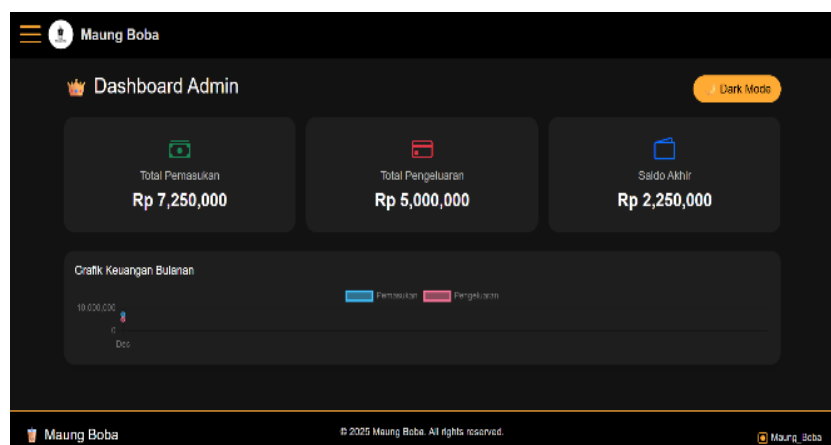 Maung Boba
Dashboard Admin
Dark Mode
Total Pemasukan
Rp 7,250,000
Total Pengeluaran
Rp 5,000,000
Saldo Akhir
Rp 2,250,000
Grafik Keuangan Bulanan
Pemasukan Pengeluaran
10,000,000
0
Dec
Maung Boba
© 2025 Maung Boba. All rights reserved.
Maung_Boba